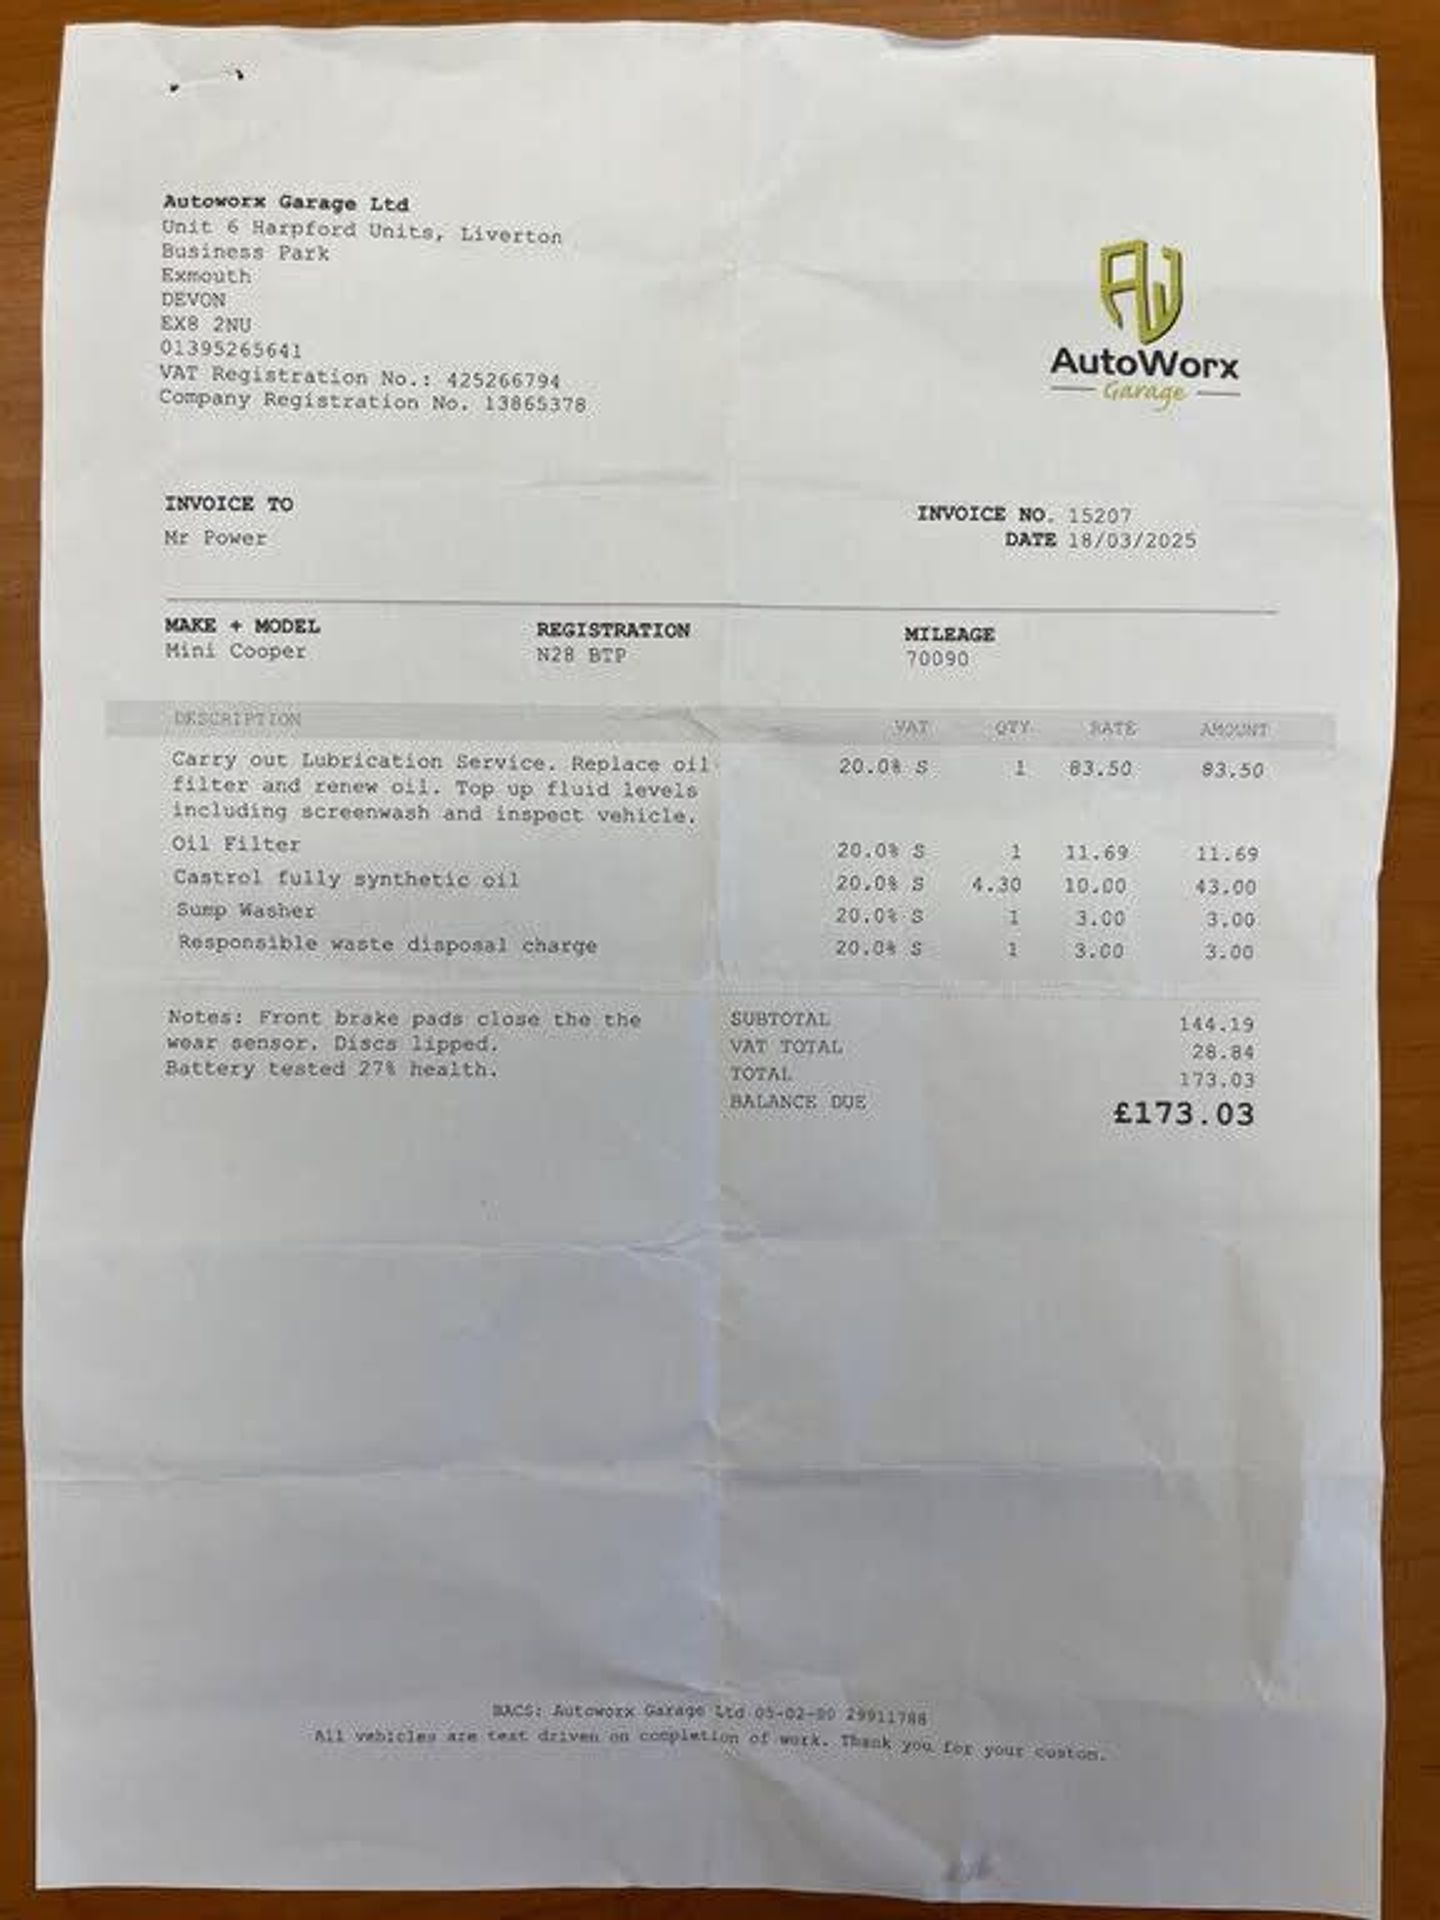 Autoworx Garage Ltd
Unit 6 Harpford Units, Liverton
Business Park
Exmouth
DEVON
EX8 2NU
01395265641
VAT Registration No.: 425266794
Company Registration No. 13865378
AW
AutoWorx
Garage
INVOICE TO
Mr Power
INVOICE NO. 15207
DATE 18/03/2025
MAKE + MODEL REGISTRATION MILEAGE
Mini Cooper N28 BTP 70090
DESCRIPTION VAT QTY RATE AMOUNT
Carry out Lubrication Service. Replace oil 20.0% S 1 83.50 83.50
filter and renew oil. Top up fluid levels
including screenwash and inspect vehicle.
Oil Filter 20.0% S 1 11.69 11.69
Castrol fully synthetic oil 20.0% S 4.30 10.00 43.00
Sump Washer 20.0% S 1 3.00 3.00
Responsible waste disposal charge 20.0% S 1 3.00 3.00
Notes: Front brake pads close the the
wear sensor. Discs lipped.
Battery tested 27% health.
SUBTOTAL 144.19
VAT TOTAL 28.84
TOTAL 173.03
BALANCE DUE £173.03
BACS: Autoworx Garage Ltd 29911788
All vehicles are test driven on completion of work. Thank you for your custom.